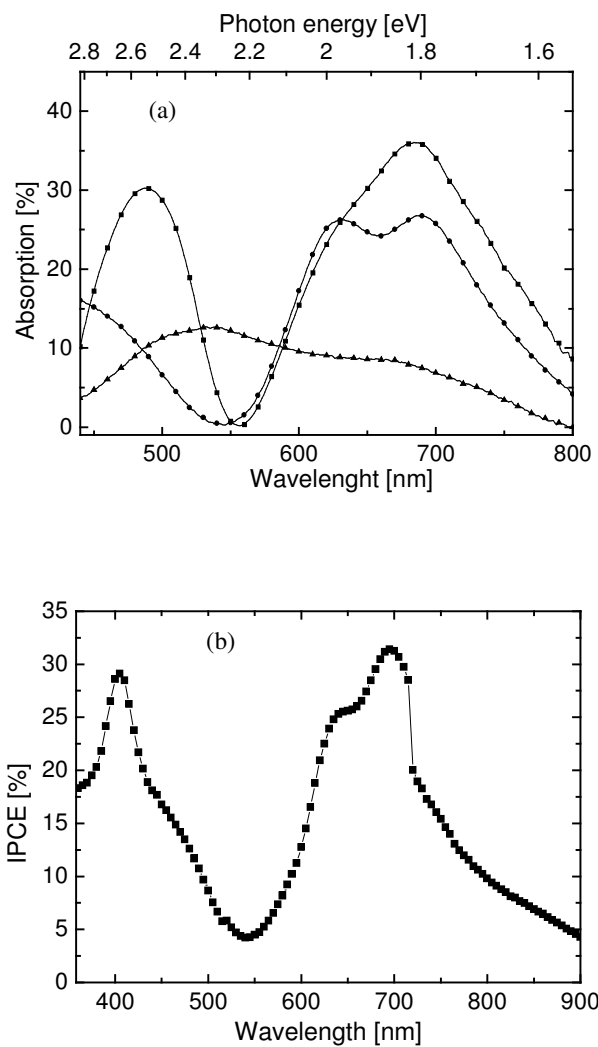 Photon energy [eV]
2.8 2.6 2.4 2.2 2 1.8 1.6
(a)
40
30
20
10
0
Absorption [%]
500 600 700 800
Wavelenght [nm]
(b)
35
30
25
20
15
10
5
0
IPCE [%]
400 500 600 700 800 900
Wavelength [nm]